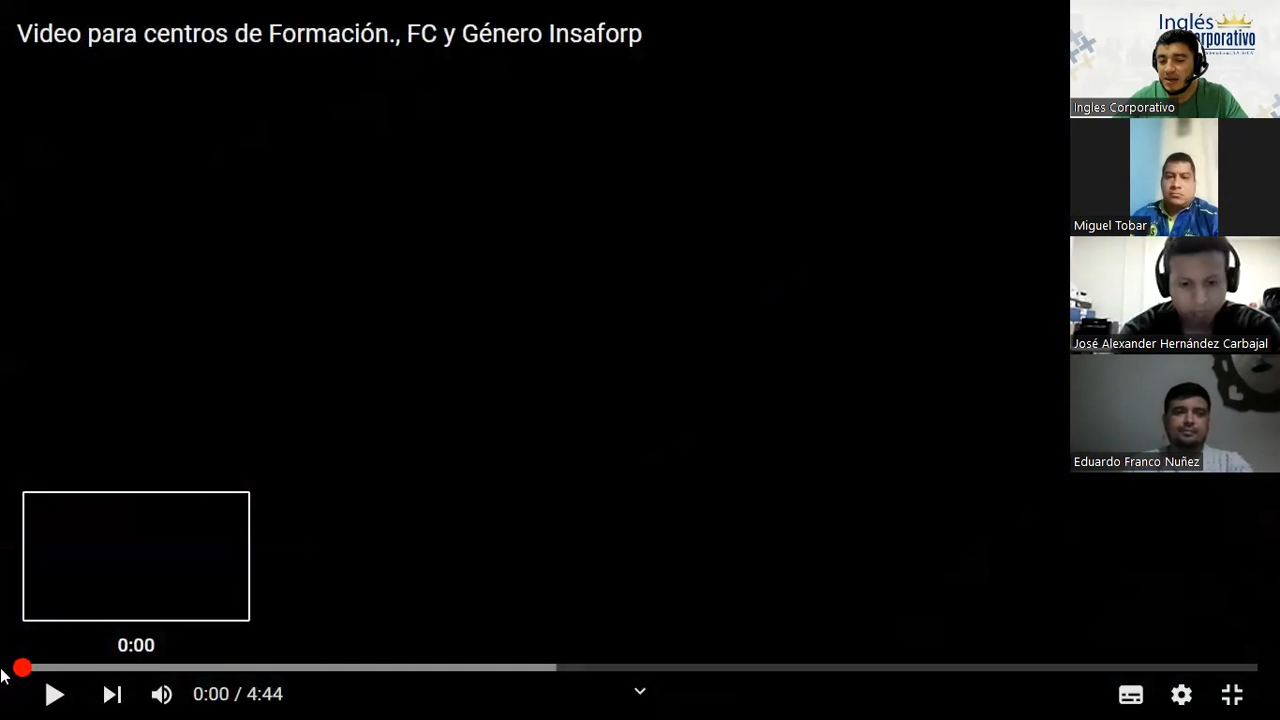 Video para centros de Formación., FC y Género Insaforp
Inglés
Ingles Corporativo
Miguel Tobar
José Alexander Hernández Carbajal
Eduardo Franco Nuñez
0:00
0:00 / 4:44